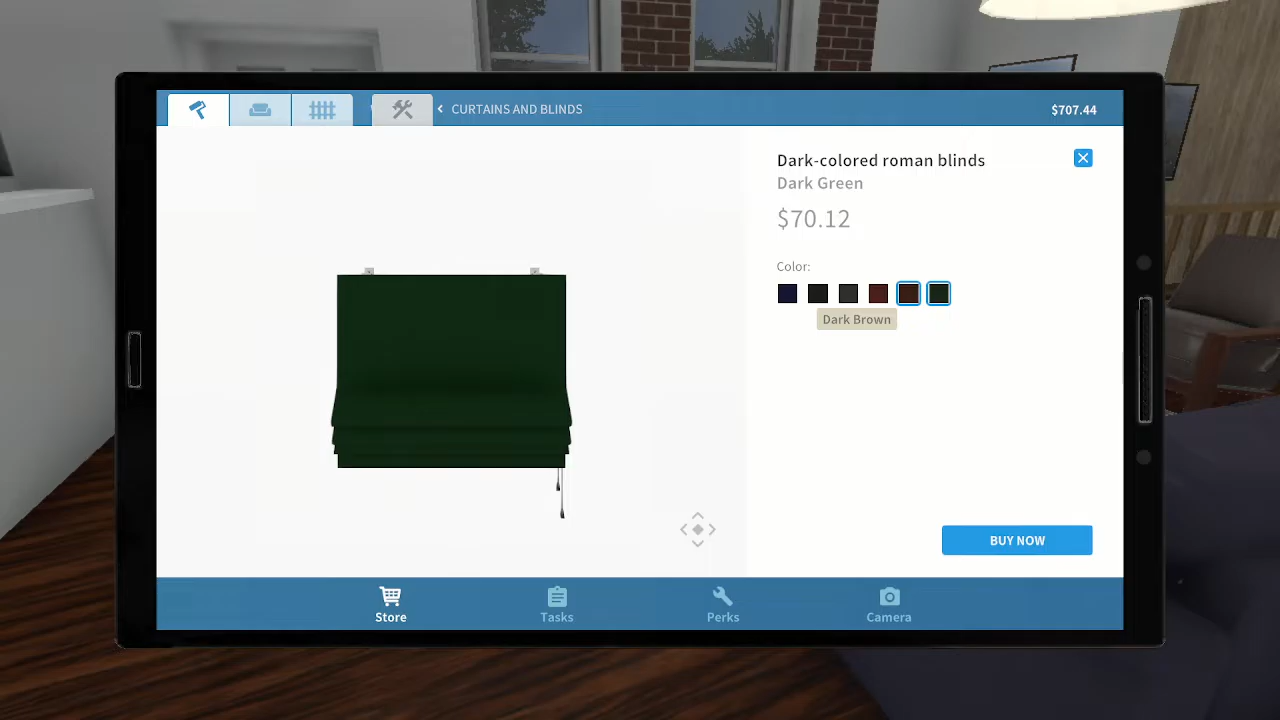 CURTAINS AND BLINDS
$707.44
Dark-colored roman blinds
Dark Green
$70.12
Color:
Dark Brown
BUY NOW
Store
Tasks
Perks
Camera